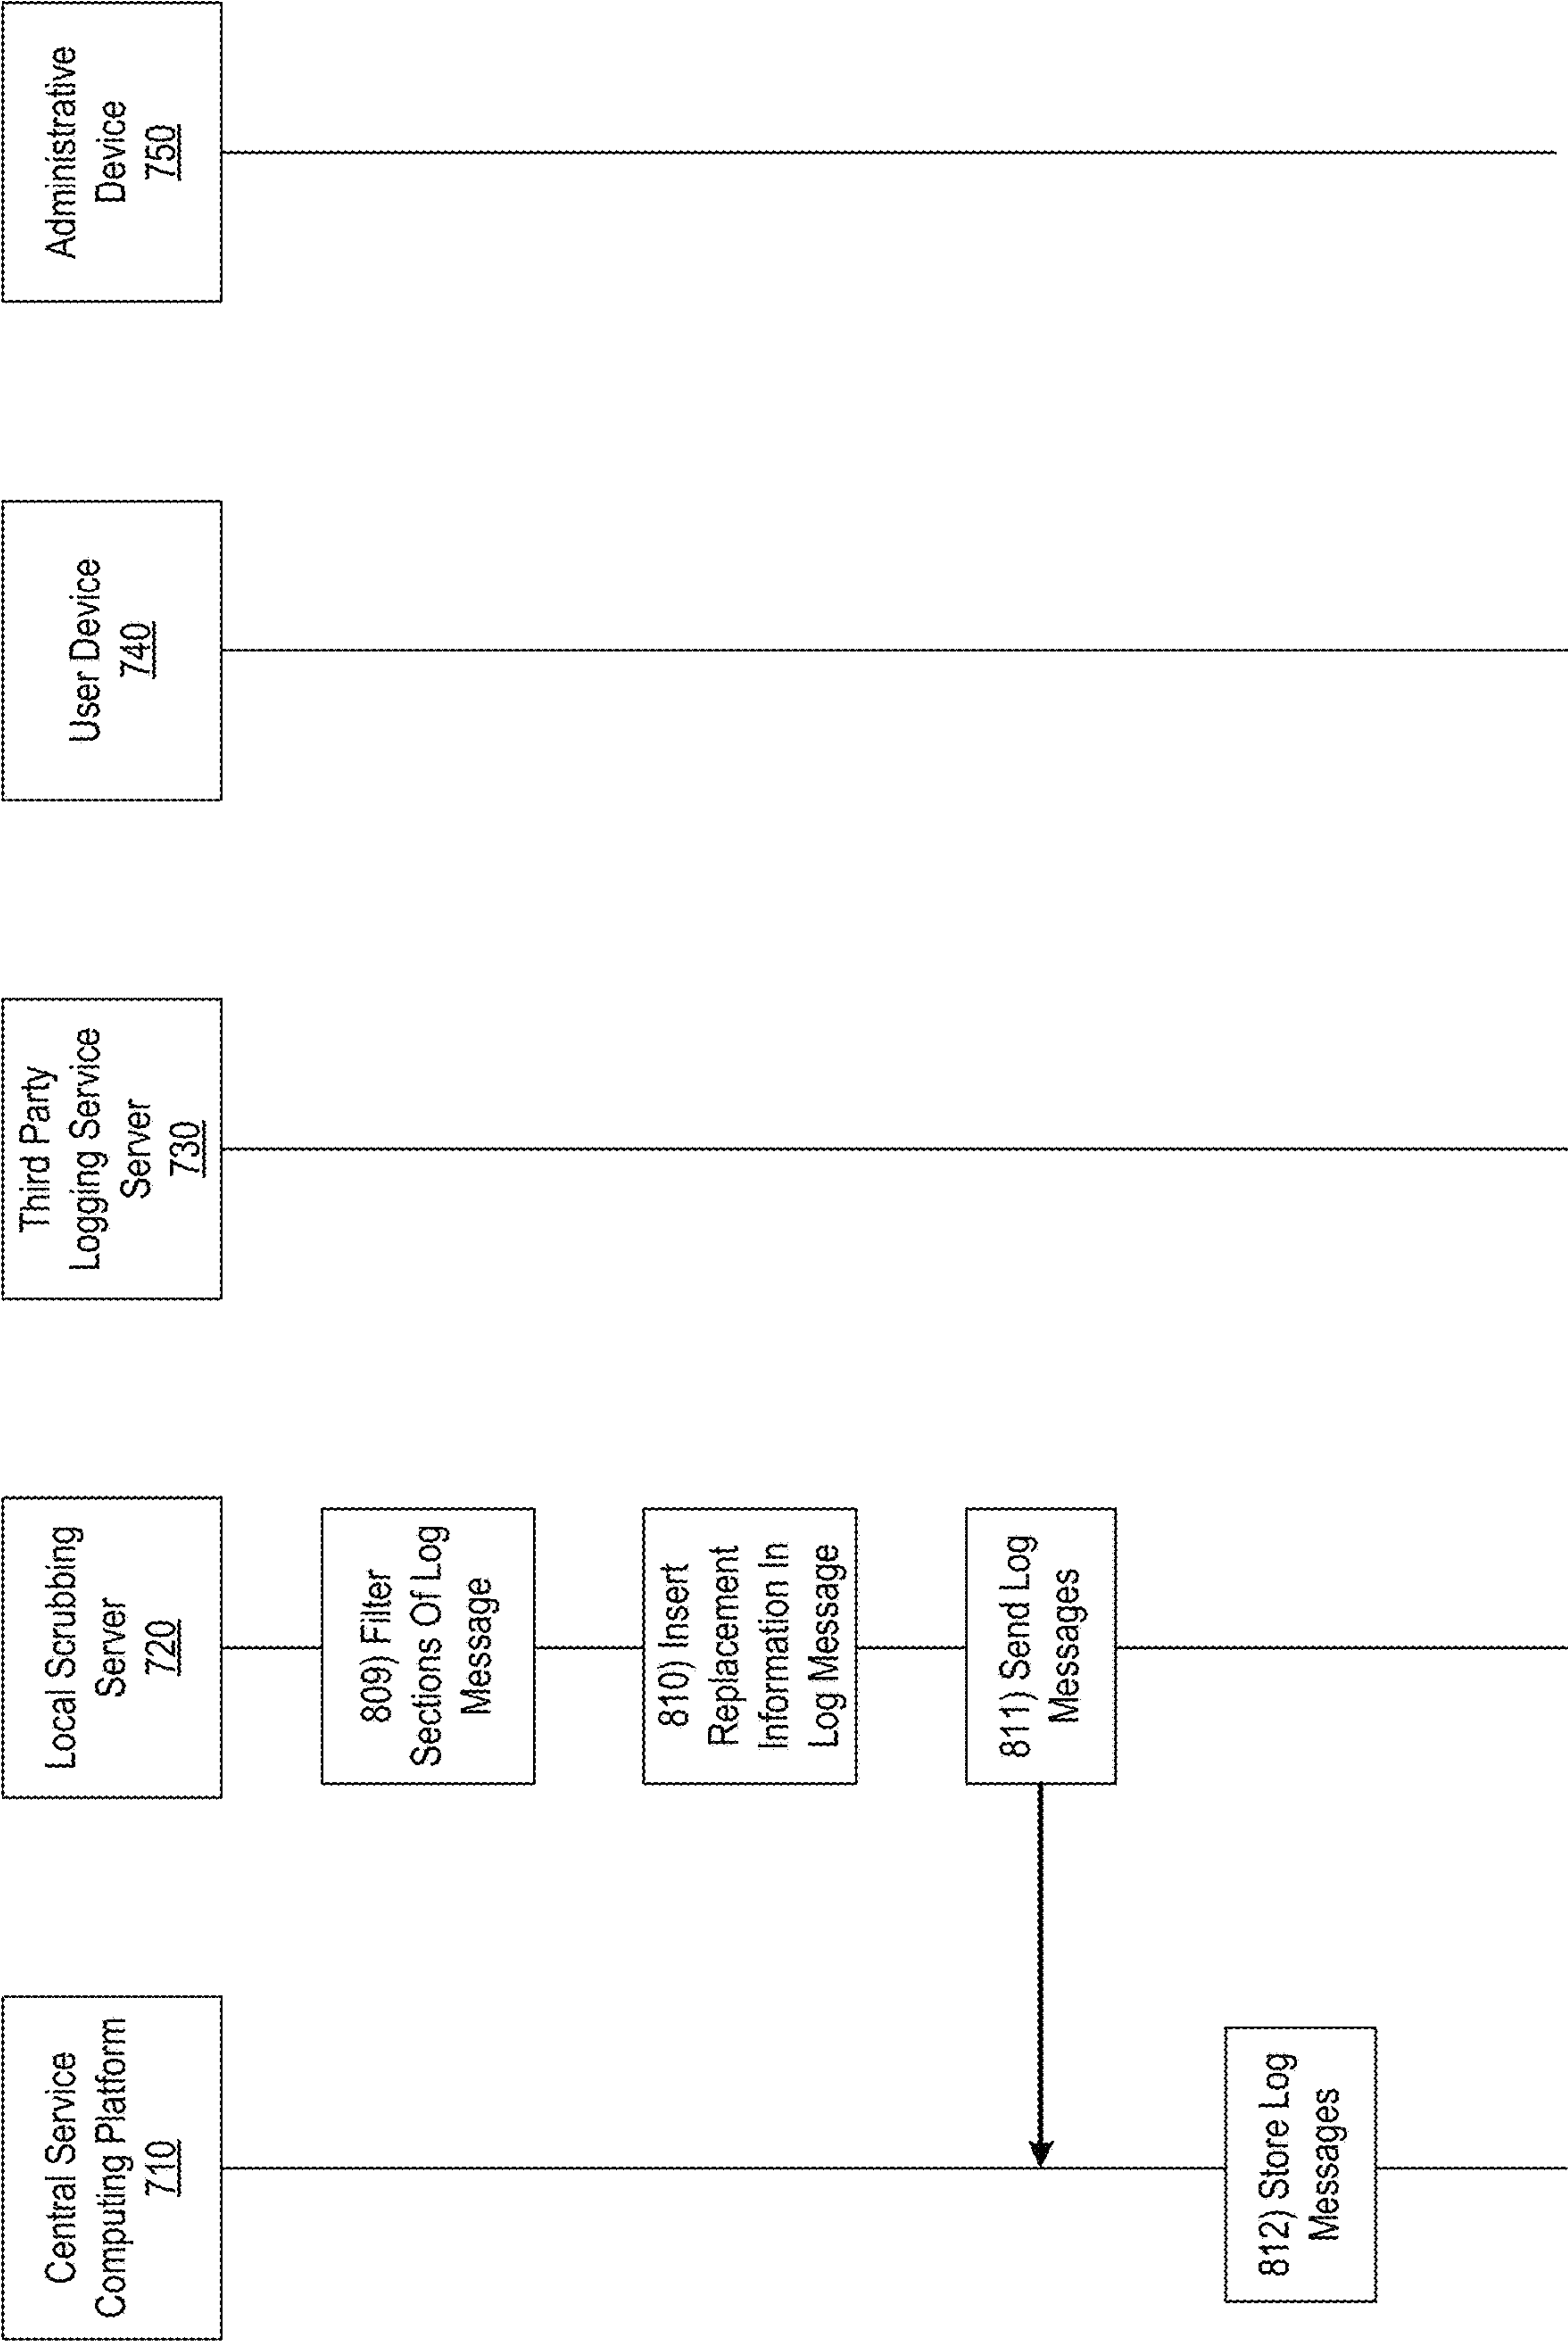 Central Service
Computing Platform
710
Local Scrubbing
Server
720
Third Party
Logging Service
Server
730
User Device
740
Administrative
Device
750
809) Filter
Sections Of Log
Message
810) Insert
Replacement
Information In
Log Message
811) Send Log
Messages
812) Store Log
Messages